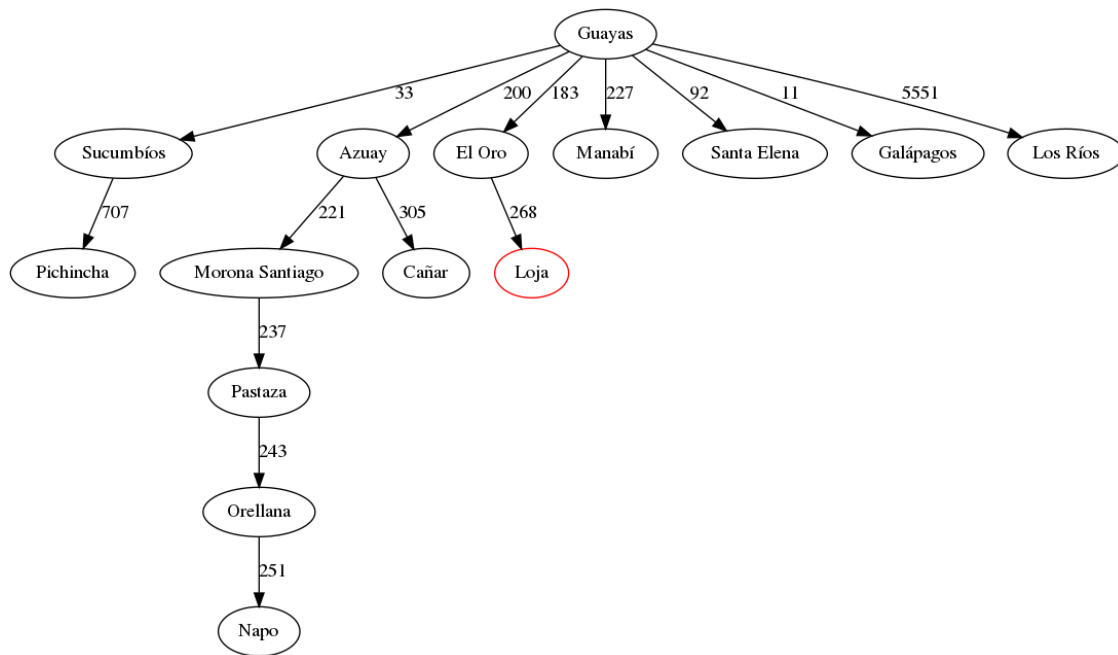 Guayas
33
200
183
227
92
11
5551
Sucumbíos
Azuay
El Oro
Manabí
Santa Elena
Galápagos
Los Ríos
707
221
305
268
Pichincha
Morona Santiago
Cañar
Loja
237
Pastaza
243
Orellana
251
Napo